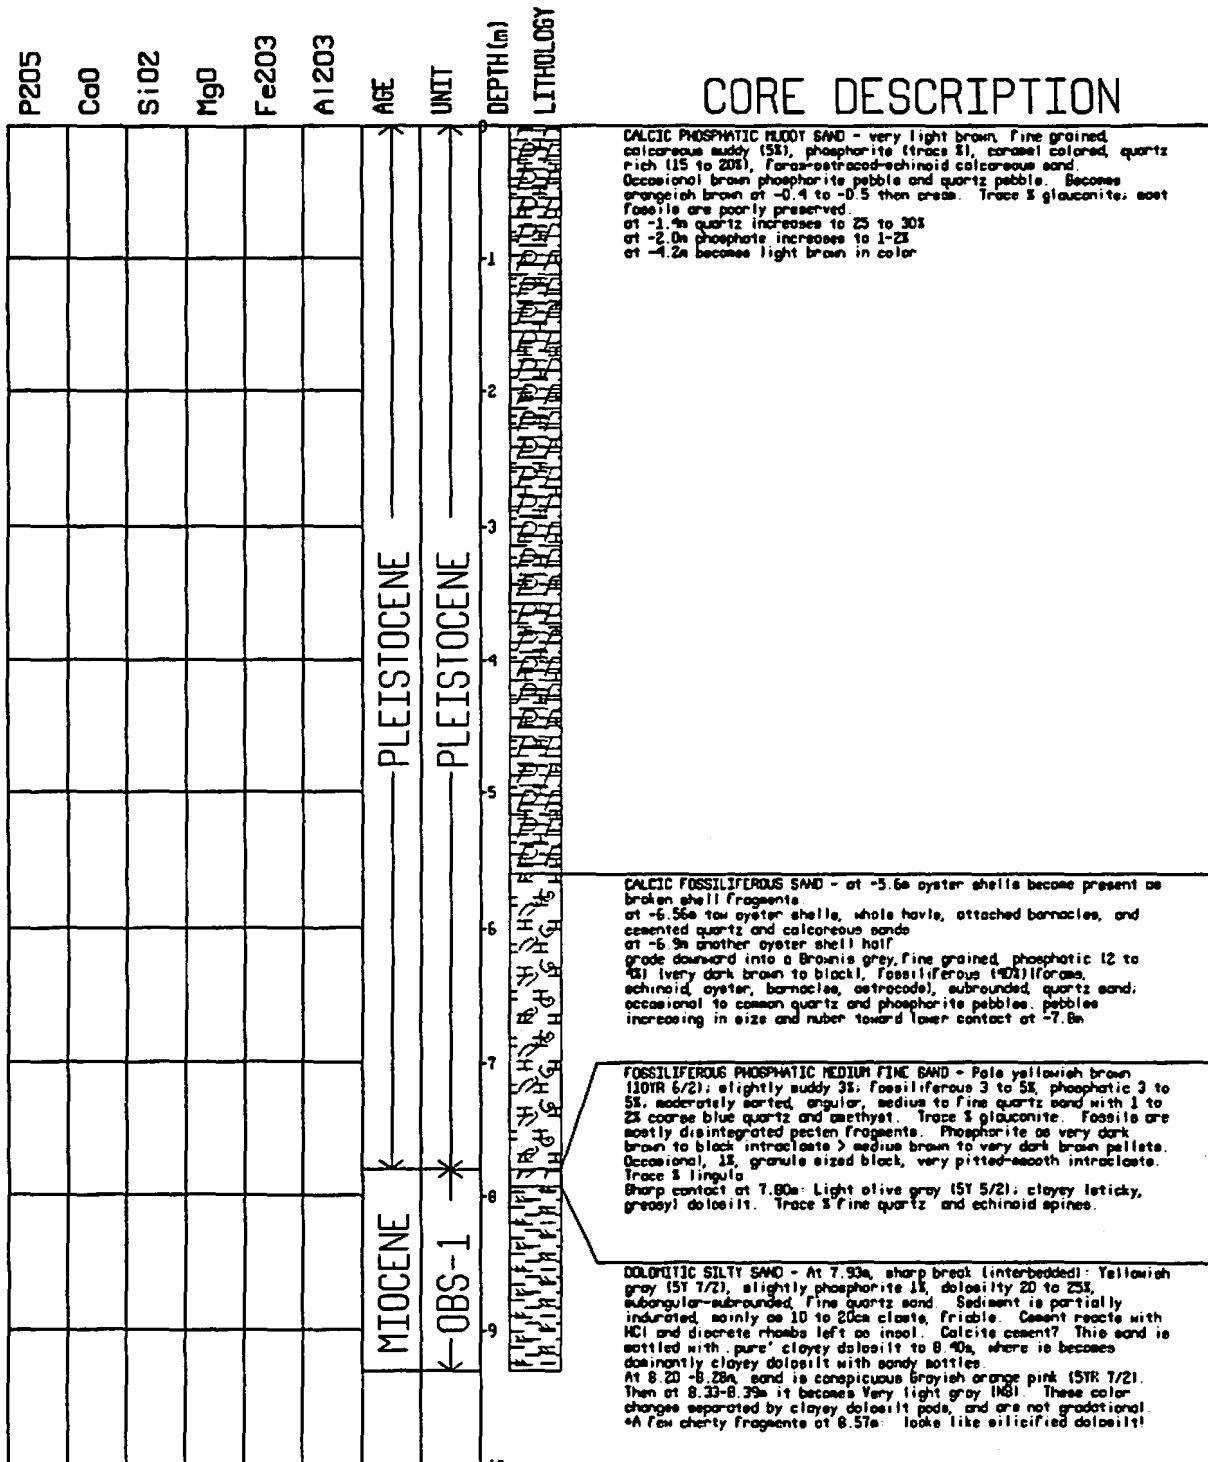 P2O5
CaO
SiO2
MgO
Fe2O3
Al2O3
AGE
UNIT
DEPTH(m)
LITHOLOGY
CORE DESCRIPTION
0
1
2
3
4
5
6
7
8
9
PLEISTOCENE
PLEISTOCENE
MIOCENE
OBS-1
CALCIC PHOSPHATIC MUDDY SAND - very light brown, fine grained,
calcareous muddy (5%), phosphorite (trace %), caramel colored, quartz
rich (15 to 20%), foram-ostracod-echinoid calcareous sand.
Occasional brown phosphorite pebble and quartz pebble. Becomes
orangeish brown at -0.4 to -0.5 then cream. Trace % glauconite; most
fossils are poorly preserved.
at -1.4m quartz increases to 25 to 30%
at -2.0m phosphate increases to 1-2%
at -4.2m becomes light brown in color
CALCIC FOSSILIFEROUS SAND - at -5.6m oyster shells become present as
broken shell fragments
at -6.56m tow oyster shells, whole havle, attached barnacles, and
cemented quartz and calcareous sands
at -6.9m another oyster shell half
grade downward into a Brownis grey, fine grained, phosphatic (2 to
4%) (very dark brown to black), fossiliferous (40%)(forams,
echinoid, oyster, barnacles, ostracods), subrounded, quartz sand;
occasional to common quartz and phosphorite pebbles. pebbles
increasing in size and nuber toward lower contact at -7.8m
FOSSILIFEROUS PHOSPHATIC MEDIUM FINE SAND - Pale yellowish brown
(10YR 6/2); slightly muddy 3%; fossiliferous 3 to 5%, phosphatic 3 to
5%; moderately sorted, angular, medium to fine quartz sand with 1 to
2% coarse blue quartz and amethyst. Trace % glauconite. Fossils are
mostly disintegrated pecten fragments. Phosphorite as very dark
brown to black intraclasts > medium brown to very dark brown pellets.
Occasional, 1%, granule sized black, very pitted-smooth intraclasts.
Trace % lingula.
Sharp contact at 7.80m: Light olive gray (5Y 5/2); clayey (sticky,
greasy) dolosilt. Trace % fine quartz and echinoid spines.
DOLOMITIC SILTY SAND - At 7.93m, sharp break (interbedded): Yellowish
gray (5Y 7/2), slightly phosphorite 1%, dolosilty 20 to 25%,
subangular-subrounded, fine quartz sand. Sediment is partially
indurated, mainly as 10 to 20cm clasts, friable. Cement reacts with
HCl and discrete rhombs left as insol. Calcite cement? This sand is
mottled with 'pure' clayey dolosilt to 8.40m, where is becomes
dominantly clayey dolosilt with sandy mottles.
At 8.20 -8.28m, sand is conspicuous Grayish orange pink (5YR 7/2).
Then at 8.33-8.39m it becomes Very light gray (N8). These color
changes separated by clayey dolosilt pods, and are not gradational.
*A few cherty fragments at 8.57m: looks like silicified dolosilt!